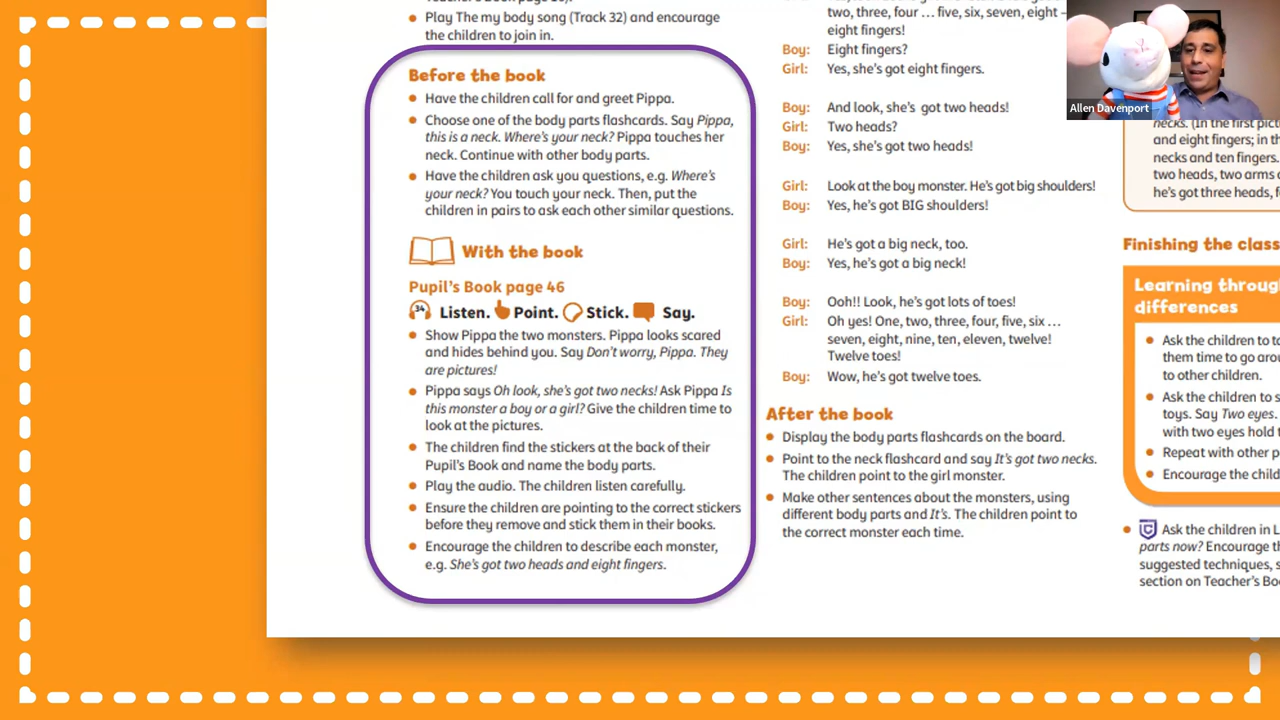 Play The my body song (Track 32) and encourage
the children to join in.
Before the book
Have the children call for and greet Pippa.
Choose one of the body parts flashcards. Say Pippa,
this is a neck. Where's your neck? Pippa touches her
neck. Continue with other body parts.
Have the children ask you questions, e.g. Where's
your neck? You touch your neck. Then, put the
children in pairs to ask each other similar questions.
With the book
Pupil's Book page 46
34 Listen. Point. Stick. Say.
Show Pippa the two monsters. Pippa looks scared
and hides behind you. Say Don't worry, Pippa. They
are pictures!
Pippa says Oh look, she's got two necks! Ask Pippa Is
this monster a boy or a girl? Give the children time to
look at the pictures.
The children find the stickers at the back of their
Pupil's Book and name the body parts.
Play the audio. The children listen carefully.
Ensure the children are pointing to the correct stickers
before they remove and stick them in their books.
Encourage the children to describe each monster,
e.g. She's got two heads and eight fingers.
two, three, four … five, six, seven, eight –
eight fingers!
Boy: Eight fingers?
Girl: Yes, she's got eight fingers.
Boy: And look, she's got two heads!
Girl: Two heads?
Boy: Yes, she's got two heads!
Girl: Look at the boy monster. He's got big shoulders!
Boy: Yes, he's got BIG shoulders!
Girl: He's got a big neck, too.
Boy: Yes, he's got a big neck!
Boy: Ooh!! Look, he's got lots of toes!
Girl: Oh yes! One, two, three, four, five, six …
seven, eight, nine, ten, eleven, twelve!
Twelve toes!
Boy: Wow, he's got twelve toes.
After the book
Display the body parts flashcards on the board.
Point to the neck flashcard and say It's got two necks.
The children point to the girl monster.
Make other sentences about the monsters, using
different body parts and It's. The children point to
the correct monster each time.
Allen Davenport
necks. (In the first pict
and eight fingers; in th
necks and ten fingers.
two heads, two arms a
he's got three heads, f
Finishing the class
Learning through
differences
Ask the children to t
them time to go arou
to other children.
Ask the children to s
toys. Say Two eyes.
with two eyes hold t
Repeat with other p
Encourage the child
Ask the children in L
parts now? Encourage th
suggested techniques, s
section on Teacher's Bo